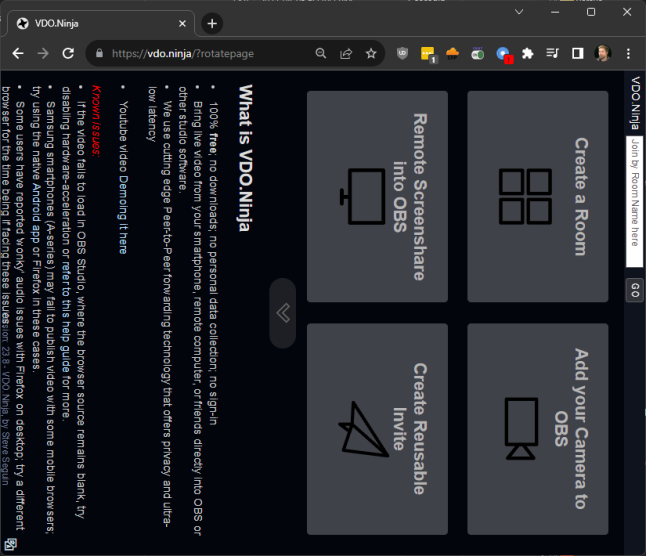 VDO.Ninja
https://vdo.ninja/?rotatepage
1
VDO.Ninja
Join by Room Name here
GO
Create a Room
Add your Camera to
OBS
Remote Screenshare
into OBS
Create Reusable
Invite
What is VDO.Ninja
• 100% free; no downloads; no personal data collection; no sign-in
• Bring live video from your smartphone, remote computer, or friends directly into OBS or
other studio software.
• We use cutting edge Peer-to-Peer forwarding technology that offers privacy and ultra-
low latency
• Youtube video Demoing it here
Known issues:
• If the video fails to load in OBS Studio, where the browser source remains blank, try
disabling hardware-acceleration or refer to this help guide for more.
• Samsung smartphones (A-series) may fail to publish video with some mobile browsers;
try using the native Android app or Firefox in these cases.
• Some users have reported 'wonky' audio issues with Firefox on desktop; try a different
browser for the time being if facing these issues
sion: 23.8 - VDO.Ninja, by Steve Seguin